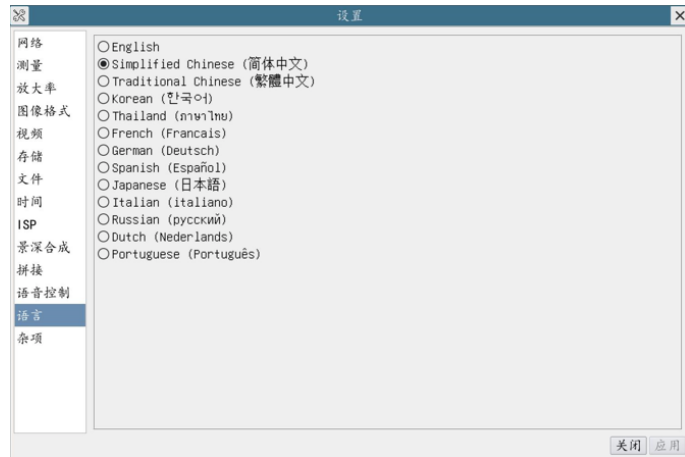 设置
网络
测量
放大率
图像格式
视频
存储
文件
时间
ISP
景深合成
拼接
语音控制
语言
杂项
English
Simplified Chinese (简体中文)
Traditional Chinese (繁體中文)
Korean (한국어)
Thailand (ภาษาไทย)
French (Francais)
German (Deutsch)
Spanish (Español)
Japanese (日本語)
Italian (italiano)
Russian (русский)
Dutch (Nederlands)
Portuguese (Português)
关闭 应用